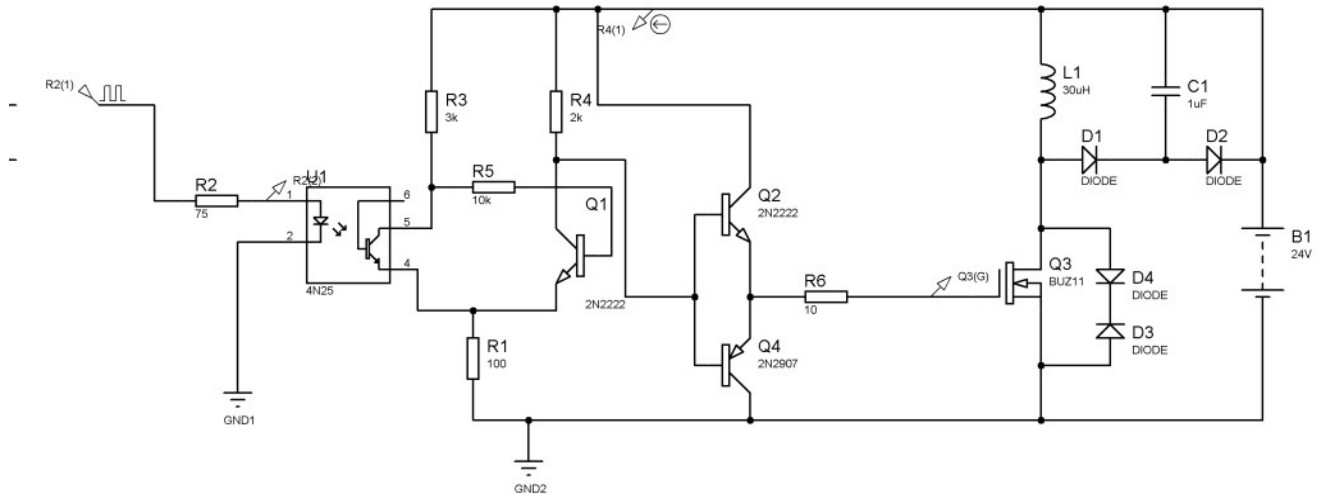 R4(1)
R2(1)
R3
3k
R4
2k
L1
30uH
C1
1uF
D1
DIODE
D2
DIODE
R2
75
R2(2)
U1
1
2
6
5
4
4N25
R5
10k
Q1
2N2222
Q2
2N2222
Q4
2N2907
R6
10
Q3(G)
Q3
BUZ11
D4
DIODE
D3
DIODE
B1
24V
R1
100
GND1
GND2